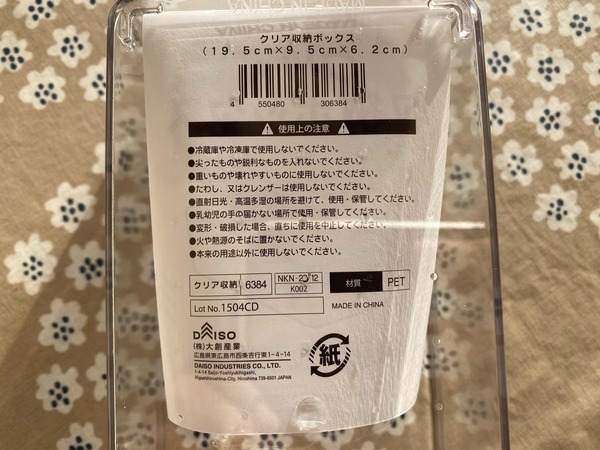 クリア収納ボックス
(19.5cm×9.5cm×6.2cm)
4 550480 306384
使用上の注意
●冷蔵庫や冷凍庫で使用しないでください。
●尖ったものや鋭利なものを入れないでください。
●重いものや壊れやすいものに使用しないでください。
●たわし、又はクレンザーは使用しないでください。
●直射日光・高温多湿の場所を避けて、使用・保管してください。
●乳幼児の手の届かない場所で使用・保管してください。
●変形・破損した場合、直ちに使用を中止してください。
●火や熱源のそばに置かないでください。
●本来の用途以外に使用しないでください。
クリア収納 6384 NKN-20-12 材質 PET
K002
Lot No.1504CD MADE IN CHINA
DAISO
(株)大創産業
広島県東広島市西条吉行東1-4-14
DAISO INDUSTRIES CO., LTD.
1-4-14 Saijo-Yoshiyukihigashi,
Higashihiroshima-City, Hiroshima 739-8501 JAPAN
紙